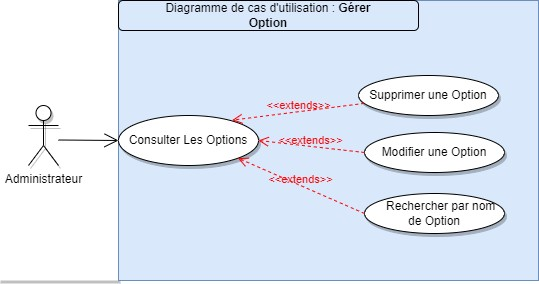 Diagramme de cas d'utilisation : Gérer
Option
Supprimer une Option
<<extends>>
Consulter Les Options
<<extends>>
Modifier une Option
<<extends>>
Administrateur
Rechercher par nom
de Option